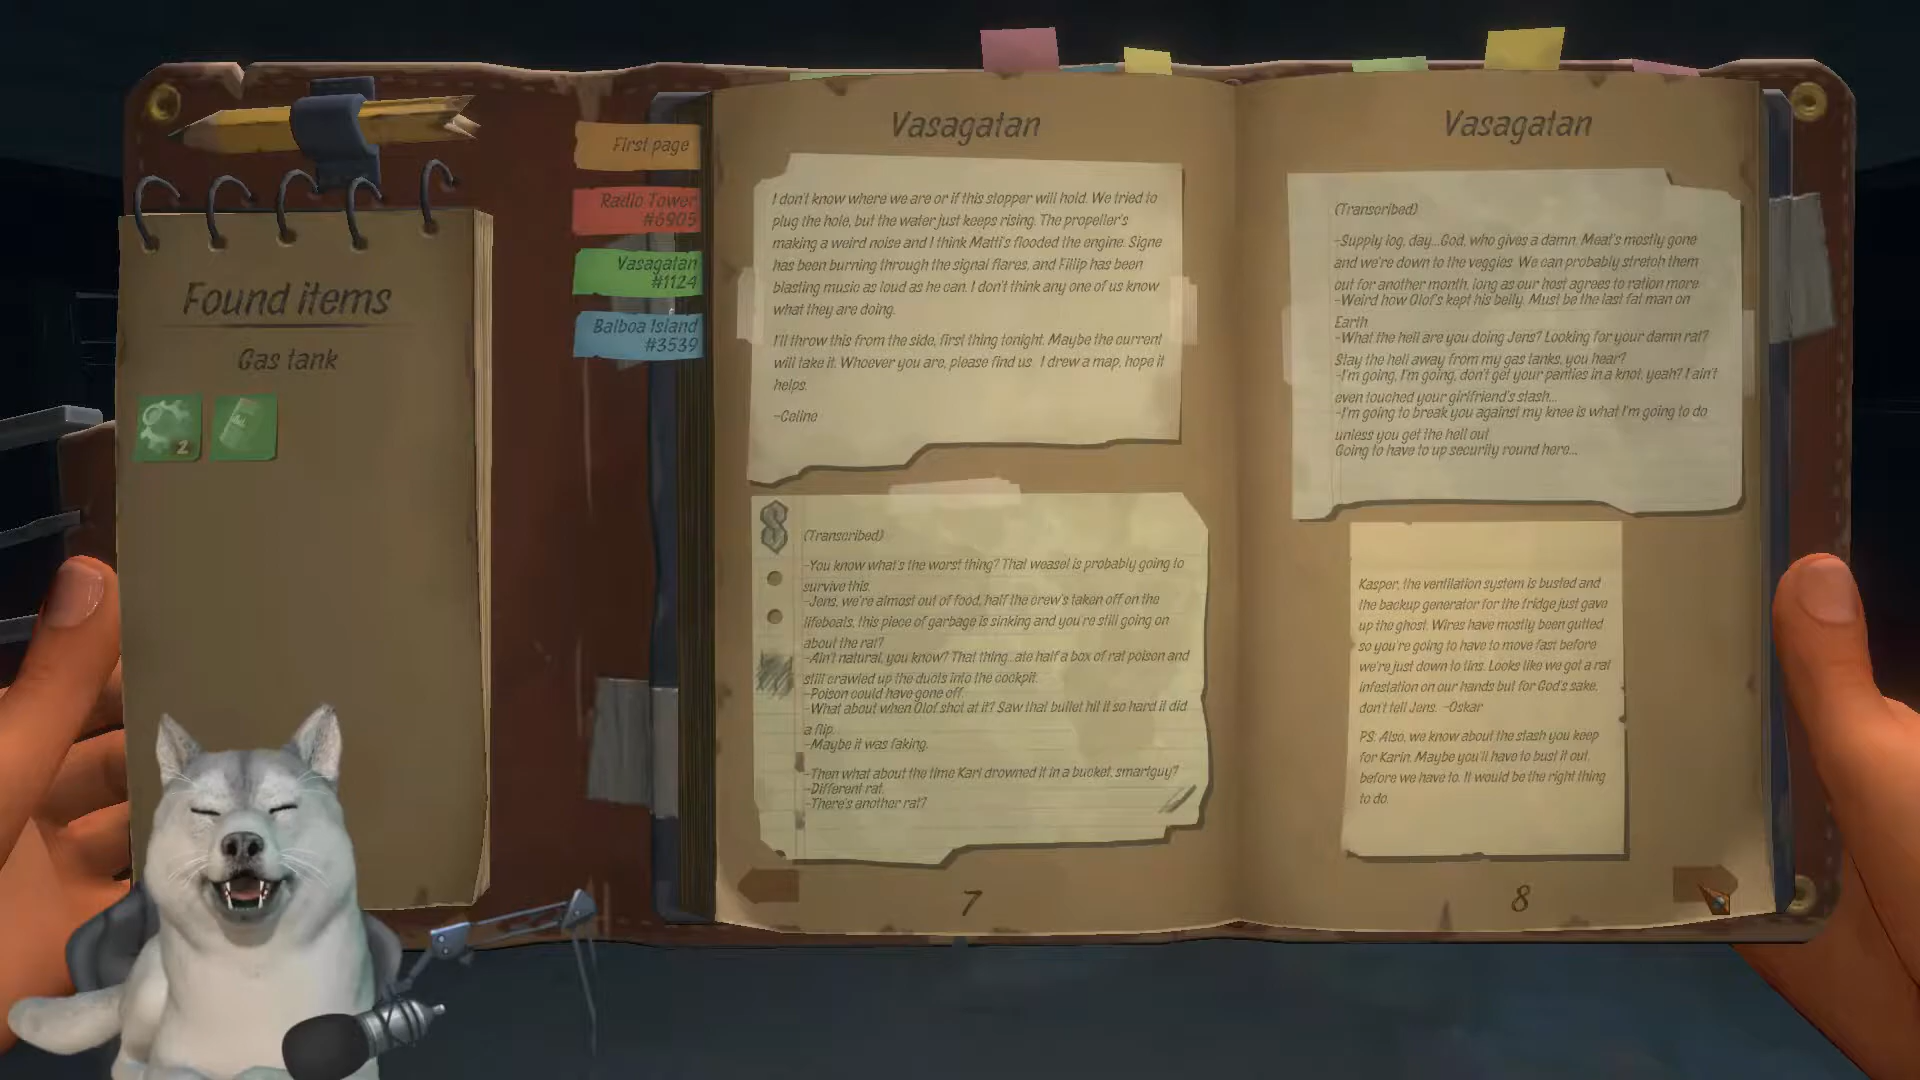 Found items
Gas tank
2
First page
Radio Tower
#6905
Vasagatan
#1124
Balboa Island
#3539
Vasagatan
I don't know where we are or if this stopper will hold. We tried to
plug the hole, but the water just keeps rising. The propeller's
making a weird noise and I think Matti's flooded the engine. Signe
has been burning through the signal flares, and Fillip has been
blasting music as loud as he can. I don't think any one of us know
what they are doing.
I'll throw this from the side, first thing tonight. Maybe the current
will take it. Whoever you are, please find us. I drew a map, hope it
helps.
-Celine
(Transcribed)
-You know what's the worst thing? That weasel is probably going to
survive this.
-Jens, we're almost out of food, half the crew's taken off on the
lifeboats, this piece of garbage is sinking and you're still going on
about the rat?
-Ain't natural, you know? That thing...ate half a box of rat poison and
still crawled up the ducts into the cockpit.
-Poison could have gone off.
-What about when Olof shot at it? Saw that bullet hit it so hard it did
a flip.
-Maybe it was faking.
-Then what about the time Kari drowned it in a bucket, smartguy?
-Different rat.
-There's another rat?
7
Vasagatan
(Transcribed)
-Supply log, day...God, who gives a damn. Meat's mostly gone
and we're down to the veggies. We can probably stretch them
out for another month, long as our host agrees to ration more.
-Weird how Olof's kept his belly. Must be the last fat man on
Earth
-What the hell are you doing Jens? Looking for your damn rat?
Stay the hell away from my gas tanks, you hear?
-I'm going, I'm going, don't get your panties in a knot, yeah? I ain't
even touched your girlfriend's stash...
-I'm going to break you against my knee is what I'm going to do
unless you get the hell out
Going to have to up security round here...
Kasper, the ventilation system is busted and
the backup generator for the fridge just gave
up the ghost. Wires have mostly been gutted
so you're going to have to move fast before
we're just down to tins. Looks like we got a rat
infestation on our hands but for God's sake,
don't tell Jens. -Oskar
PS: Also, we know about the stash you keep
for Karin. Maybe you'll have to bust it out,
before we have to. It would be the right thing
to do.
8